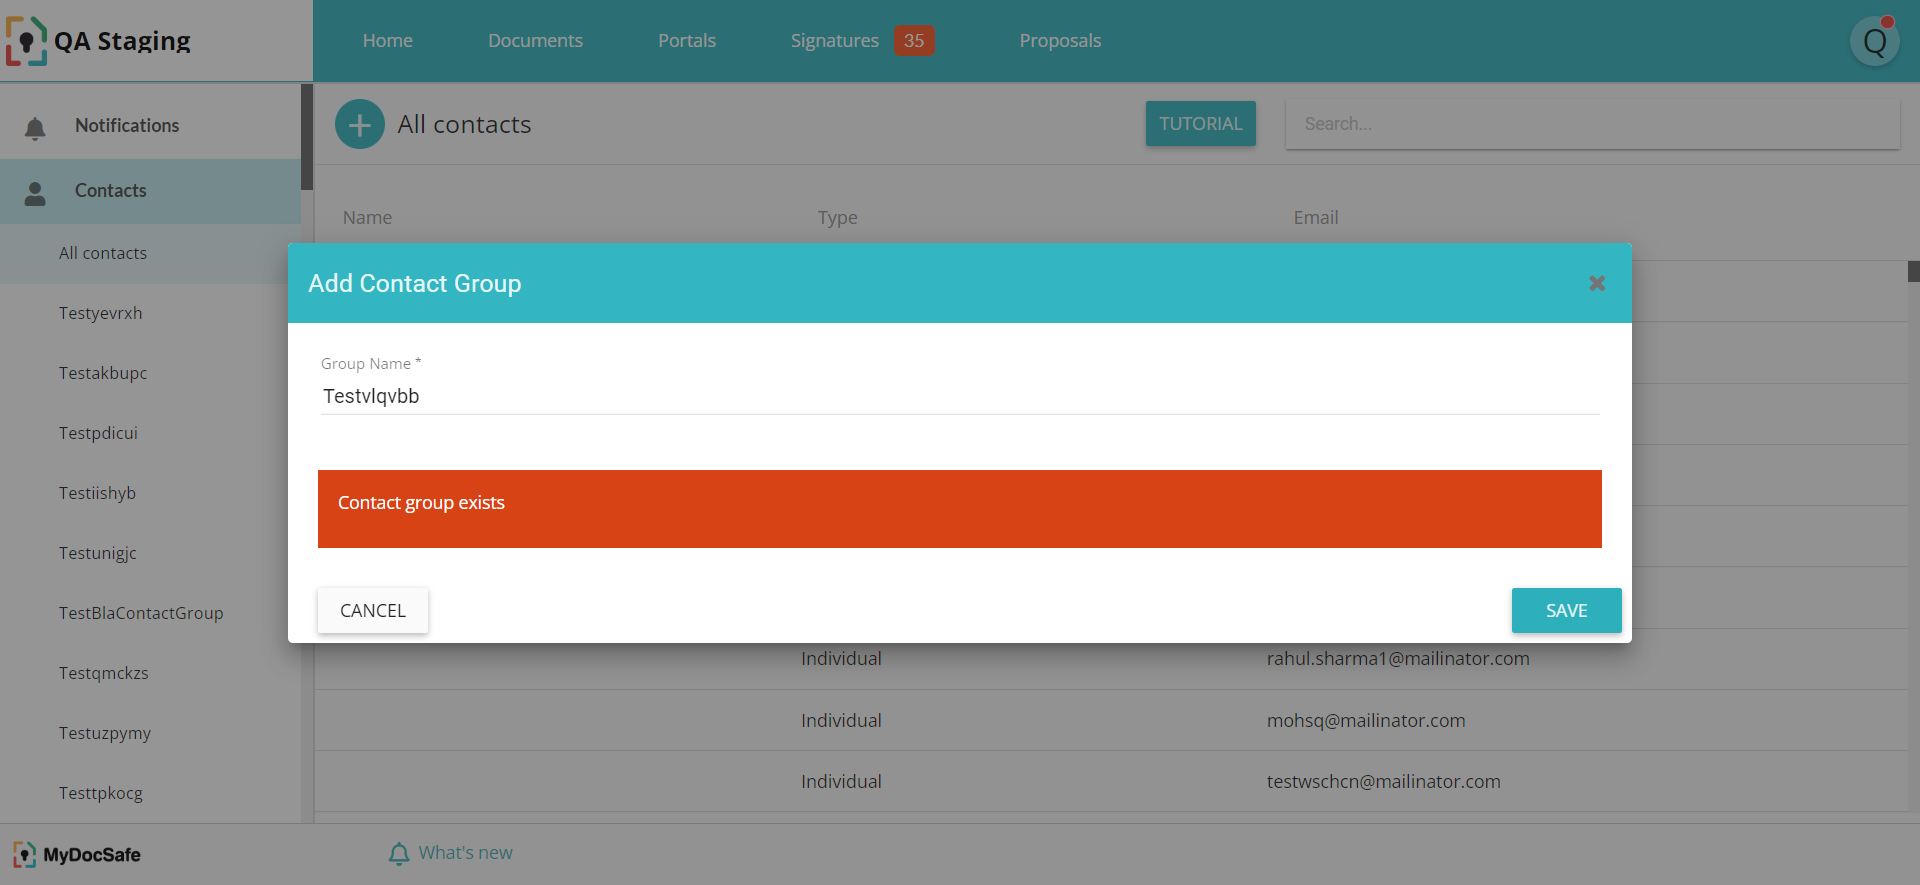 QA Staging
Home Documents Portals Signatures 35 Proposals
Q
Notifications
Contacts
All contacts
Testyevrxh
Testakbupc
Testpdicui
Testiishyb
Testunigjc
TestBlaContactGroup
Testqmckzs
Testuzpymy
Testtpkocg
All contacts
TUTORIAL
Search...
Name Type Email
Add Contact Group
Group Name *
Testvlqvbb
Contact group exists
CANCEL
SAVE
Individual rahul.sharma1@mailinator.com
Individual mohsq@mailinator.com
Individual testwschcn@mailinator.com
MyDocSafe
What's new